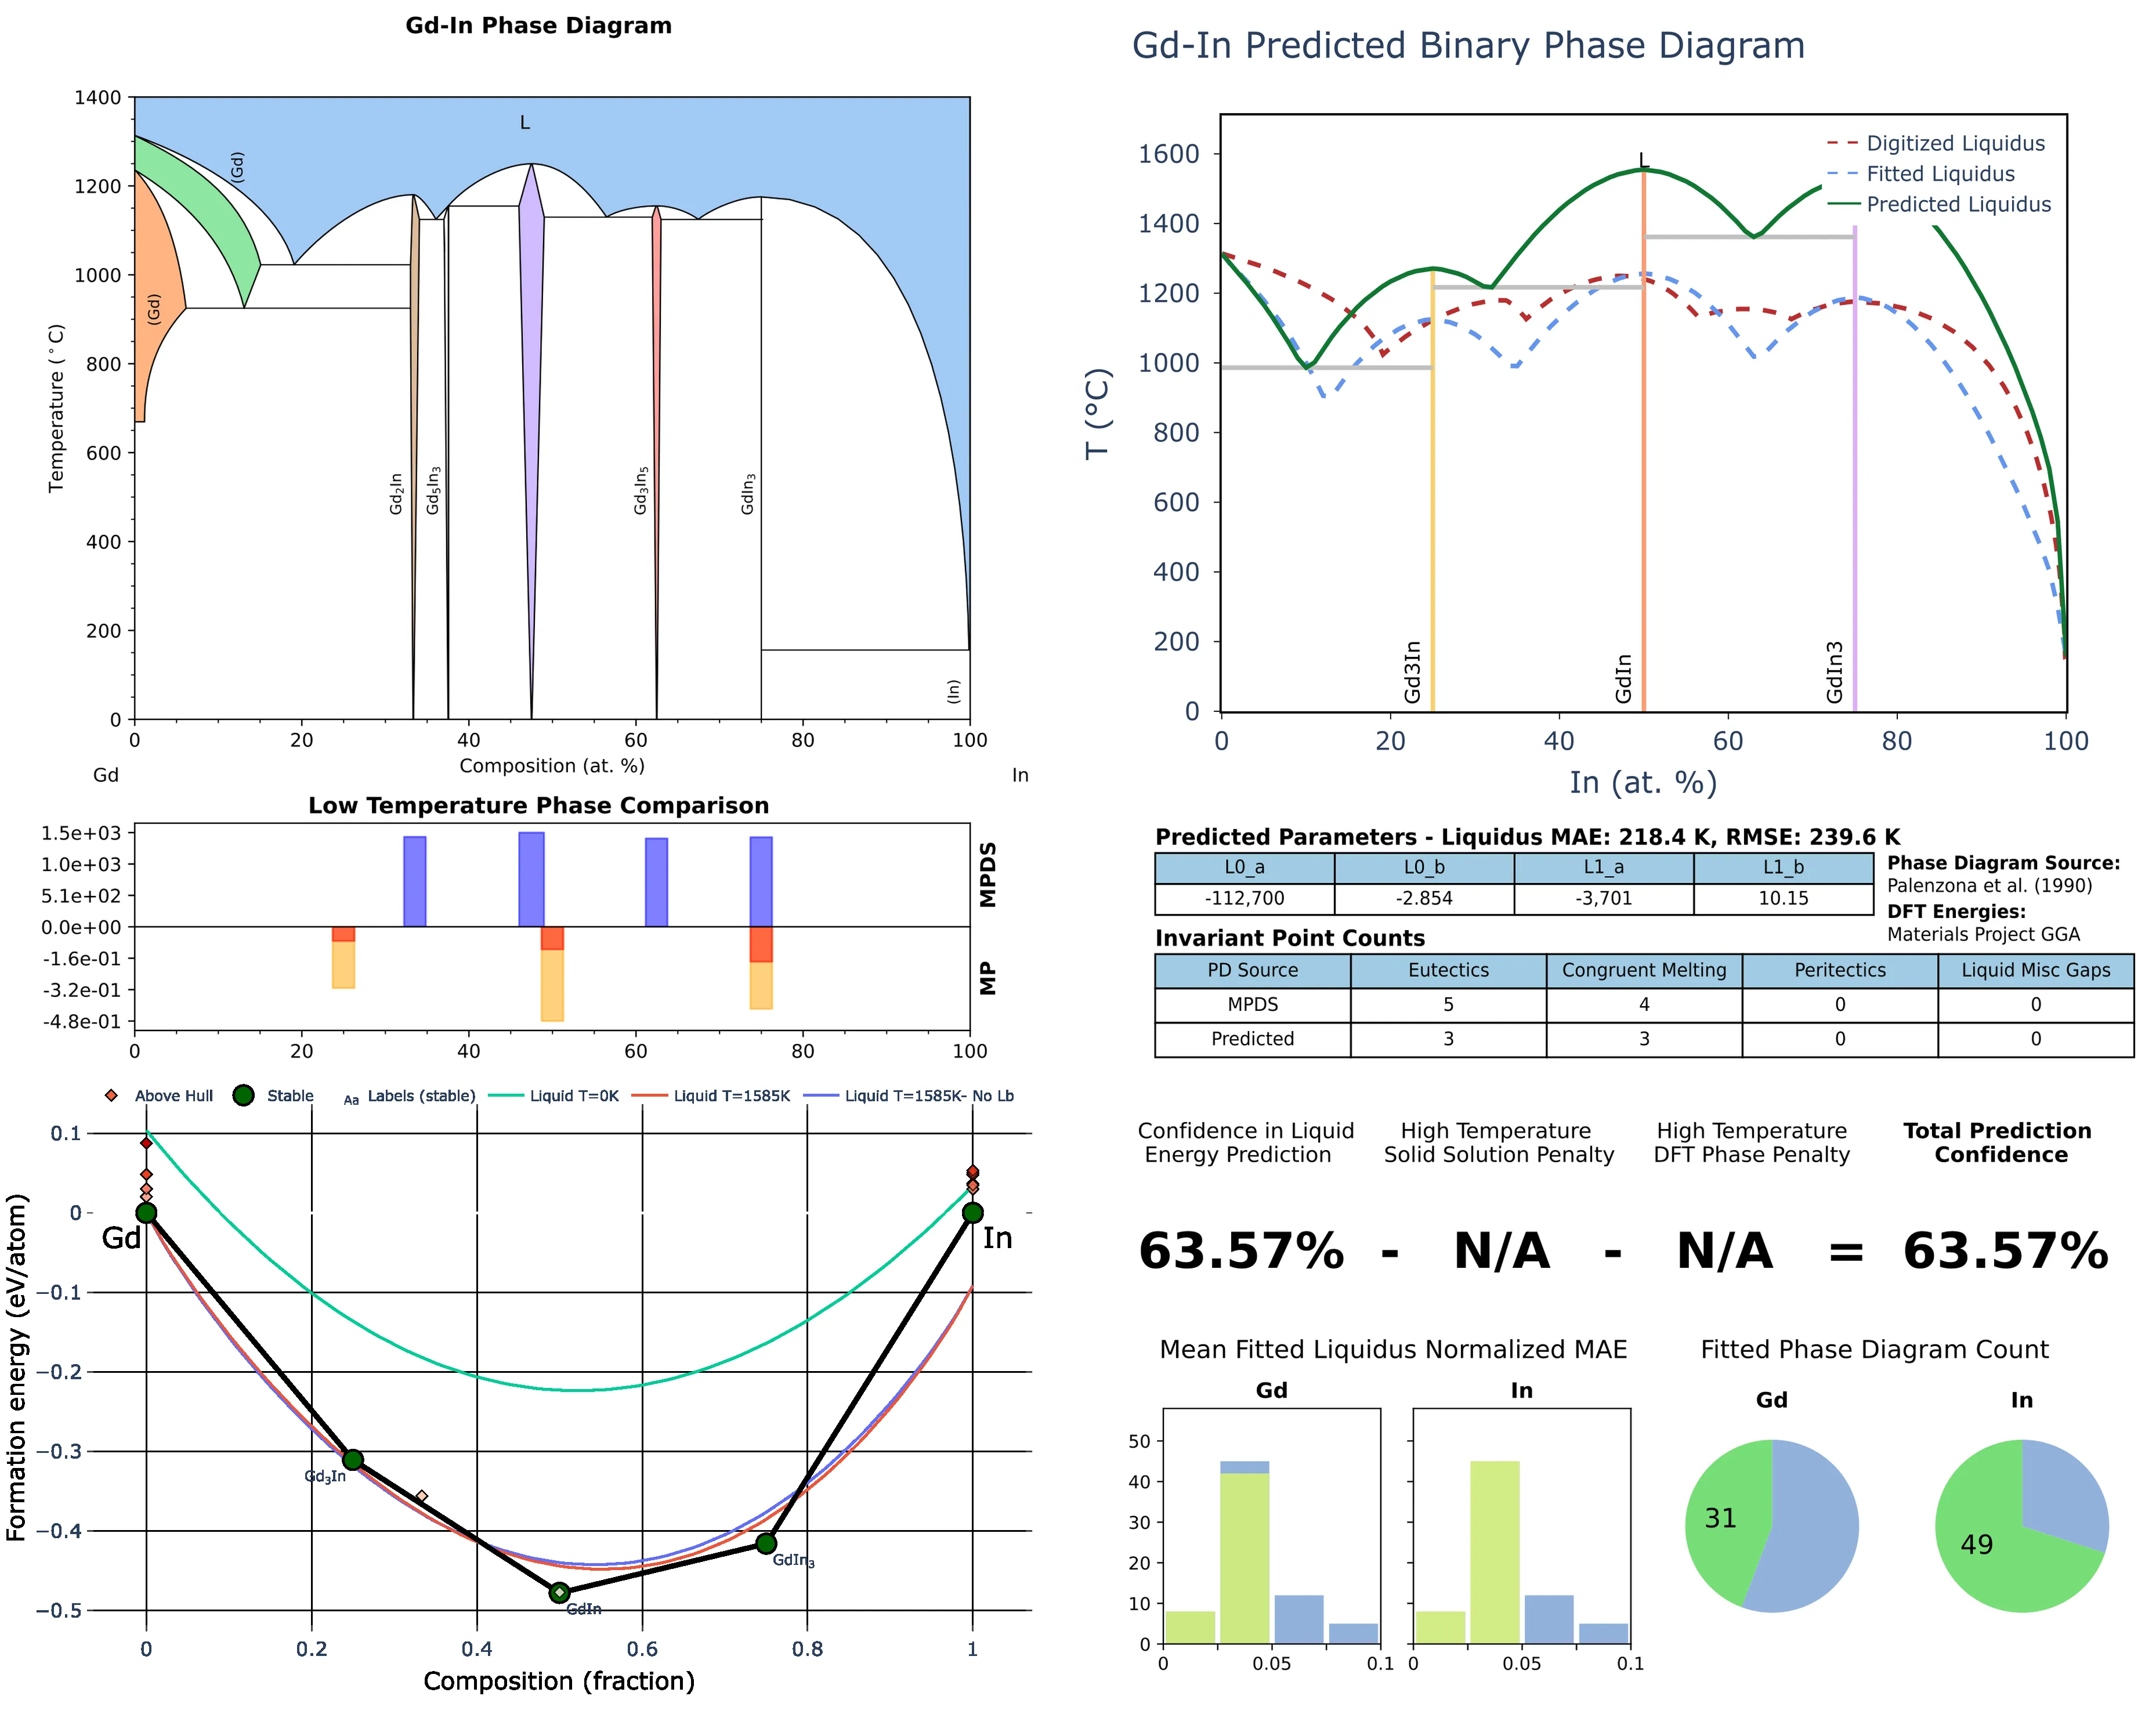 Gd-In Phase Diagram
1400
1200
1000
800
600
400
200
0
Temperature (°C)
L
(Gd)
(Gd)
Gd2In
Gd5In3
Gd3In5
GdIn3
(In)
0 20 40 60 80 100
Composition (at. %)
Gd In
Low Temperature Phase Comparison
1.5e+03
1.0e+03
5.1e+02
0.0e+00
-1.6e-01
-3.2e-01
-4.8e-01
MPDS
MP
0 20 40 60 80 100
Above Hull Stable Aa Labels (stable) Liquid T=0K Liquid T=1585K Liquid T=1585K- No Lb
0.1
0
−0.1
−0.2
−0.3
−0.4
−0.5
Formation energy (eV/atom)
Gd
In
Gd3In
GdIn
GdIn3
0 0.2 0.4 0.6 0.8 1
Composition (fraction)
Gd-In Predicted Binary Phase Diagram
1600
1400
1200
1000
800
600
400
200
0
T (°C)
L
Digitized Liquidus
Fitted Liquidus
Predicted Liquidus
Gd3In
GdIn
GdIn3
0 20 40 60 80 100
In (at. %)
Predicted Parameters - Liquidus MAE: 218.4 K, RMSE: 239.6 K
L0_a L0_b L1_a L1_b
-112,700 -2.854 -3,701 10.15
Phase Diagram Source:
Palenzona et al. (1990)
DFT Energies:
Materials Project GGA
Invariant Point Counts
PD Source Eutectics Congruent Melting Peritectics Liquid Misc Gaps
MPDS 5 4 0 0
Predicted 3 3 0 0
Confidence in Liquid
Energy Prediction
High Temperature
Solid Solution Penalty
High Temperature
DFT Phase Penalty
Total Prediction
Confidence
63.57% - N/A - N/A = 63.57%
Mean Fitted Liquidus Normalized MAE
Gd
In
50
40
30
20
10
0
0 0.05 0.1
0 0.05 0.1
Fitted Phase Diagram Count
Gd
In
31
49